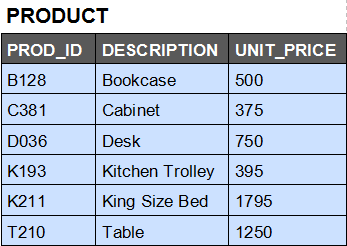 PRODUCT
PROD_ID DESCRIPTION UNIT_PRICE
B128 Bookcase 500
C381 Cabinet 375
D036 Desk 750
K193 Kitchen Trolley 395
K211 King Size Bed 1795
T210 Table 1250